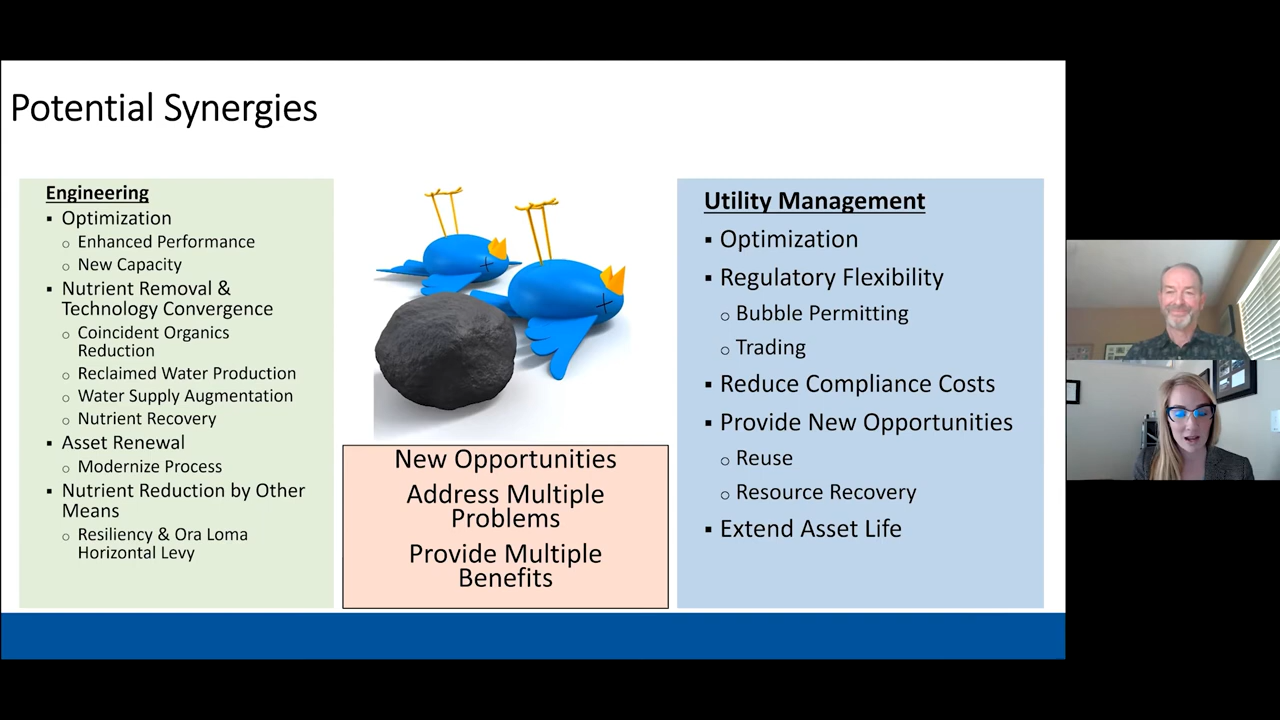 Potential Synergies
Engineering
▪ Optimization
o Enhanced Performance
o New Capacity
▪ Nutrient Removal &
Technology Convergence
o Coincident Organics
Reduction
o Reclaimed Water Production
o Water Supply Augmentation
o Nutrient Recovery
▪ Asset Renewal
o Modernize Process
▪ Nutrient Reduction by Other
Means
o Resiliency & Ora Loma
Horizontal Levy
New Opportunities
Address Multiple
Problems
Provide Multiple
Benefits
Utility Management
▪ Optimization
▪ Regulatory Flexibility
o Bubble Permitting
o Trading
▪ Reduce Compliance Costs
▪ Provide New Opportunities
o Reuse
o Resource Recovery
▪ Extend Asset Life